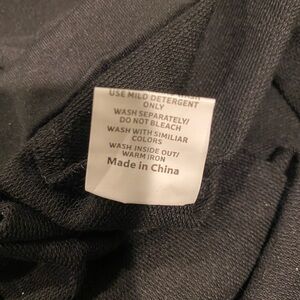 USE MILD DETERGENT
ONLY
WASH SEPARATELY/
DO NOT BLEACH
WASH WITH SIMILIAR
COLORS
WASH INSIDE OUT/
WARM IRON
Made in China